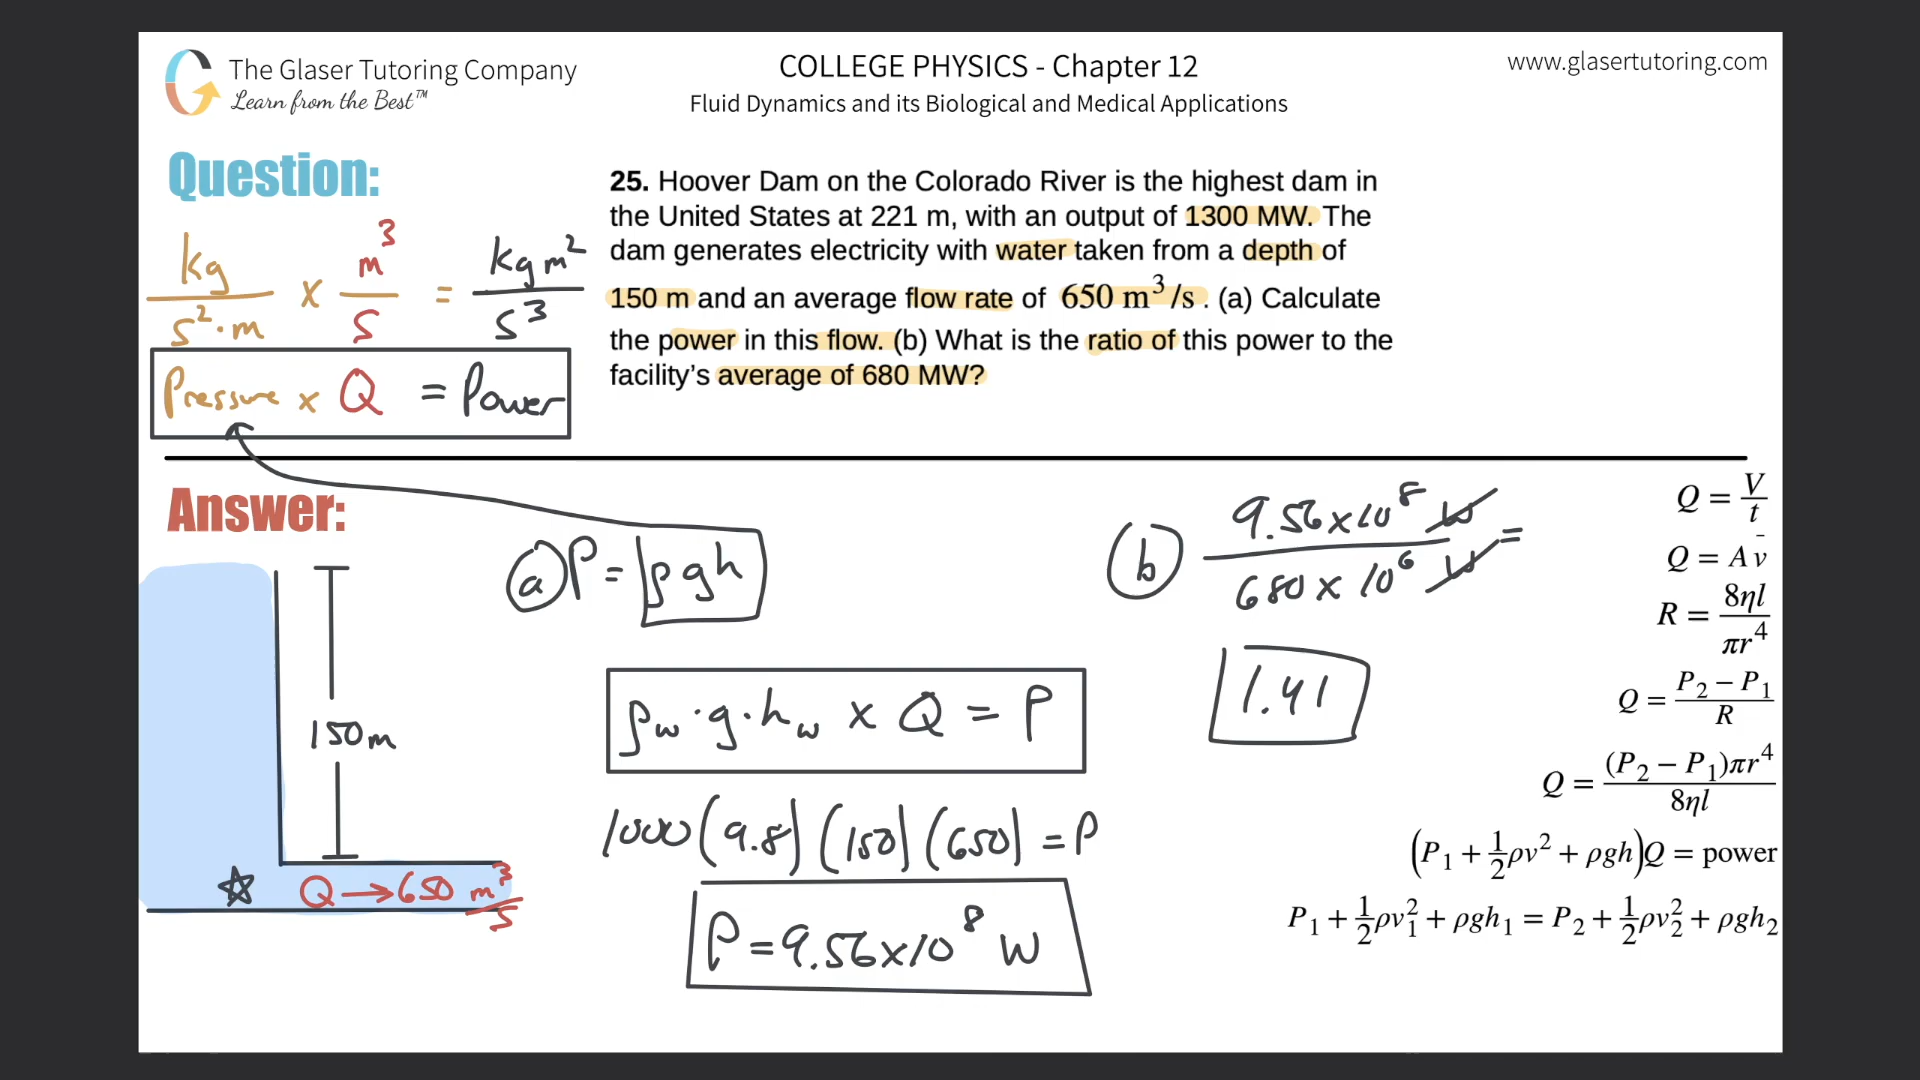 The Glaser Tutoring Company
Learn from the Best™
COLLEGE PHYSICS - Chapter 12
Fluid Dynamics and its Biological and Medical Applications
www.glasertutoring.com
Question:
25. Hoover Dam on the Colorado River is the highest dam in
the United States at 221 m, with an output of 1300 MW. The
dam generates electricity with water taken from a depth of
150 m and an average flow rate of 650 m³/s . (a) Calculate
the power in this flow. (b) What is the ratio of this power to the
facility's average of 680 MW?
kg/(s²·m) x m³/s = kg m²/s³
Pressure x Q = Power
Answer:
150m
Q → 650 m³/s
(a) P = ρgh
ρw · g · hw x Q = P
1000(9.8)(150)(650) = P
P = 9.56x10⁸ W
(b) 9.56x10⁸ W / 680 x 10⁶ W =
1.41
Q = V/t
Q = A v̄
R = 8ηl/πr⁴
Q = (P₂ − P₁)/R
Q = (P₂ − P₁)πr⁴/8ηl
(P₁ + ½ρv² + ρgh)Q = power
P₁ + ½ρv₁² + ρgh₁ = P₂ + ½ρv₂² + ρgh₂